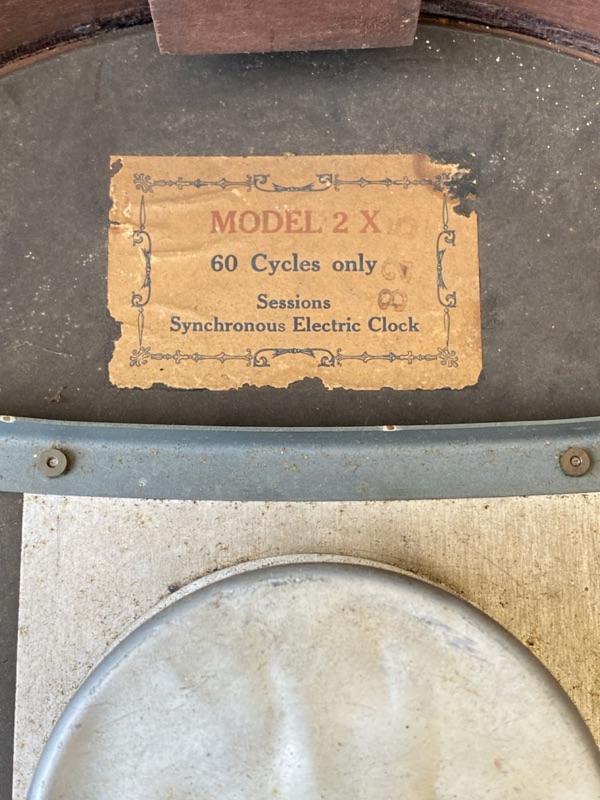 MODEL 2 X
60 Cycles only
Sessions
Synchronous Electric Clock